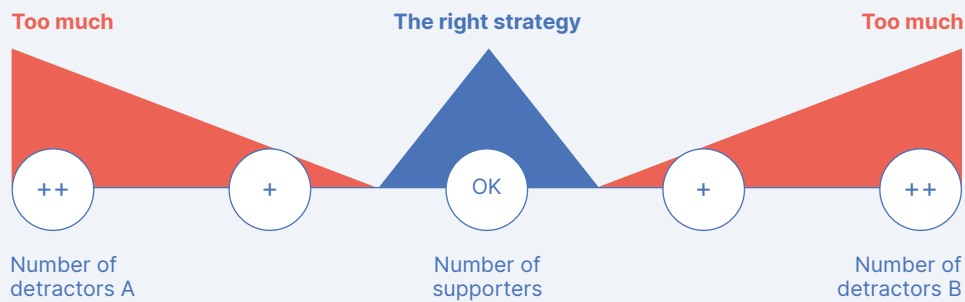 Too much
The right strategy
Too much
++
+
OK
+
++
Number of
detractors A
Number of
supporters
Number of
detractors B